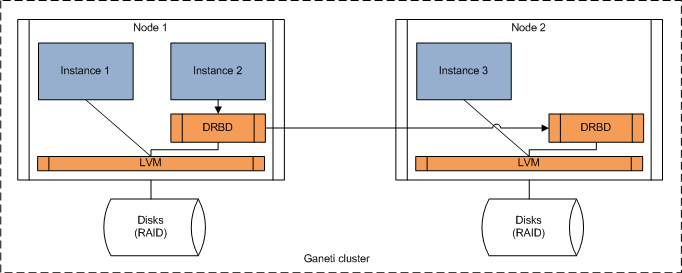 Node 1
Node 2
Instance 1
Instance 2
Instance 3
DRBD
DRBD
LVM
LVM
Disks
(RAID)
Disks
(RAID)
Ganeti cluster